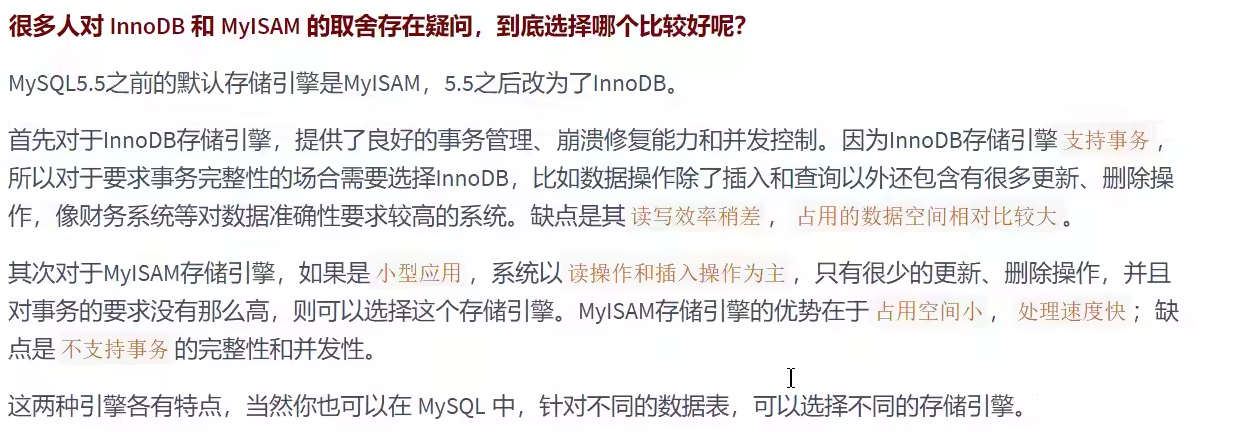 很多人对 InnoDB 和 MyISAM 的取舍存在疑问，到底选择哪个比较好呢？
MySQL5.5之前的默认存储引擎是MyISAM，5.5之后改为了InnoDB。
首先对于InnoDB存储引擎，提供了良好的事务管理、崩溃修复能力和并发控制。因为InnoDB存储引擎 支持事务，
所以对于要求事务完整性的场合需要选择InnoDB，比如数据操作除了插入和查询以外还包含有很多更新、删除操
作，像财务系统等对数据准确性要求较高的系统。缺点是其 读写效率稍差， 占用的数据空间相对比较大。
其次对于MyISAM存储引擎，如果是 小型应用，系统以 读操作和插入操作为主，只有很少的更新、删除操作，并且
对事务的要求没有那么高，则可以选择这个存储引擎。MyISAM存储引擎的优势在于 占用空间小， 处理速度快；缺
点是 不支持事务 的完整性和并发性。
这两种引擎各有特点，当然你也可以在 MySQL 中，针对不同的数据表，可以选择不同的存储引擎。